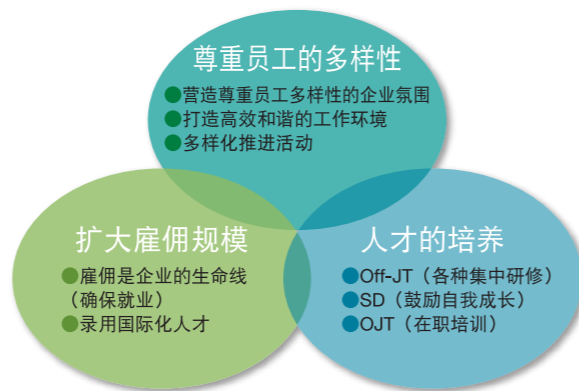 尊重员工的多样性
●营造尊重员工多样性的企业氛围
●打造高效和谐的工作环境
●多样化推进活动
扩大雇佣规模
●雇佣是企业的生命线
（确保就业）
●录用国际化人才
人才的培养
●Off-JT（各种集中研修）
●SD（鼓励自我成长）
●OJT（在职培训）